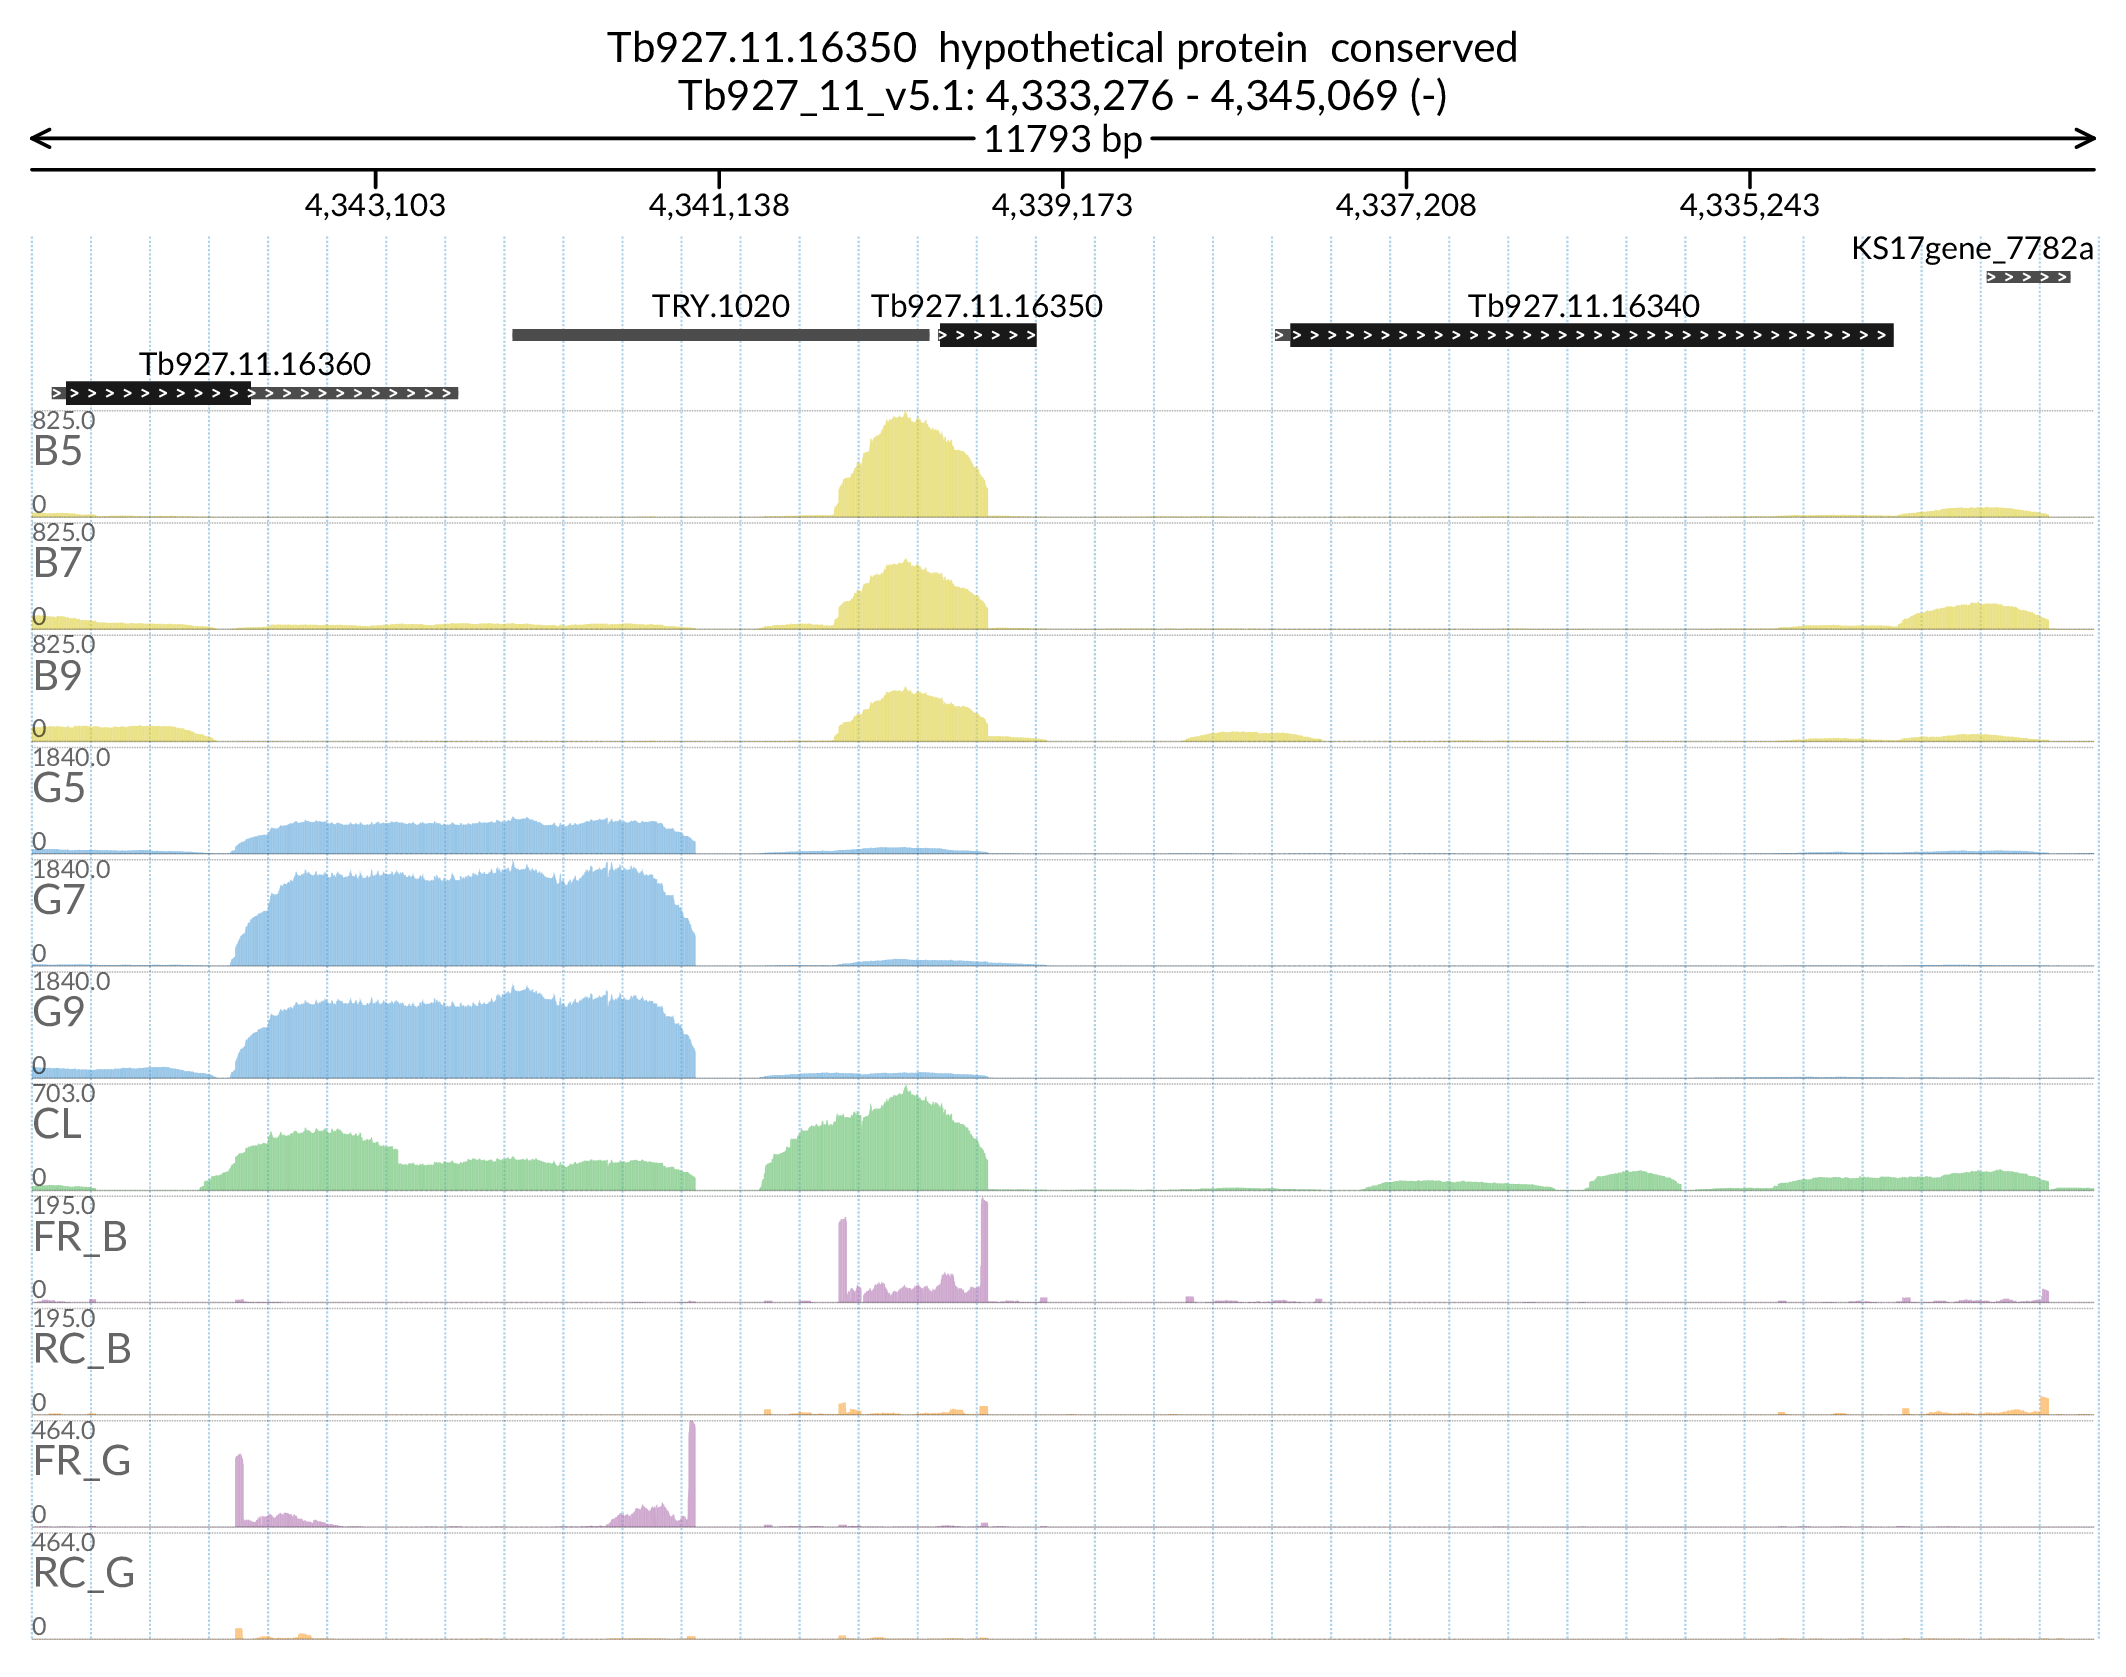 Tb927.11.16350 hypothetical protein conserved
Tb927_11_v5.1: 4,333,276 - 4,345,069 (-)
11793 bp
4,343,103 4,341,138 4,339,173 4,337,208 4,335,243
KS17gene_7782a
TRY.1020 Tb927.11.16350 Tb927.11.16340
Tb927.11.16360
825.0
B5
0
825.0
B7
0
825.0
B9
0
1840.0
G5
0
1840.0
G7
0
1840.0
G9
0
703.0
CL
0
195.0
FR_B
0
195.0
RC_B
0
464.0
FR_G
0
464.0
RC_G
0